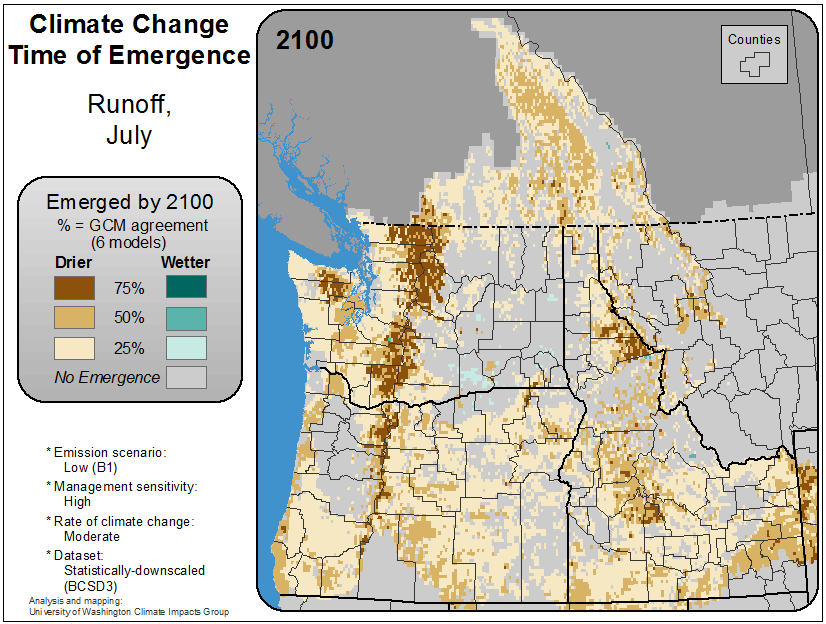 Climate Change
Time of Emergence
Runoff,
July
Emerged by 2100
% = GCM agreement
(6 models)
Drier Wetter
75%
50%
25%
No Emergence
* Emission scenario:
Low (B1)
* Management sensitivity:
High
* Rate of climate change:
Moderate
* Dataset:
Statistically-downscaled
(BCSD3)
Analysis and mapping:
University of Washington Climate Impacts Group
2100
Counties